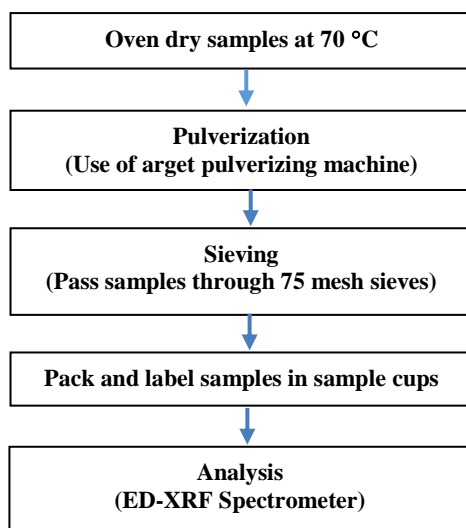 Oven dry samples at 70 °C
Pulverization
(Use of arget pulverizing machine)
Sieving
(Pass samples through 75 mesh sieves)
Pack and label samples in sample cups
Analysis
(ED-XRF Spectrometer)